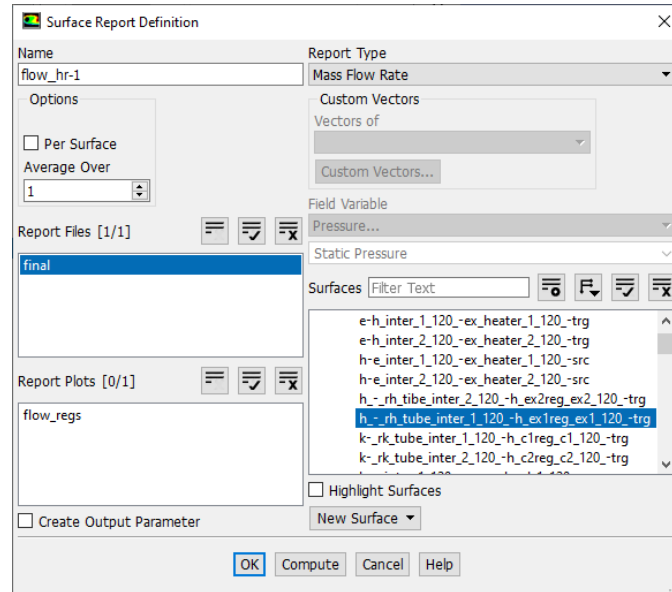 Surface Report Definition
Name
flow_hr-1
Options
Per Surface
Average Over
1
Report Files [1/1]
final
Report Plots [0/1]
flow_regs
Create Output Parameter
Report Type
Mass Flow Rate
Custom Vectors
Vectors of
Custom Vectors...
Field Variable
Pressure...
Static Pressure
Surfaces Filter Text
e-h_inter_1_120_-ex_heater_1_120_-trg
e-h_inter_2_120_-ex_heater_2_120_-trg
h-e_inter_1_120_-ex_heater_1_120_-src
h-e_inter_2_120_-ex_heater_2_120_-src
h_-_rh_tibe_inter_2_120_-h_ex2reg_ex2_120_-trg
h_-_rh_tube_inter_1_120_-h_ex1reg_ex1_120_-trg
k-_rk_tube_inter_1_120_-h_c1reg_c1_120_-trg
k-_rk_tube_inter_2_120_-h_c2reg_c2_120_-trg
Highlight Surfaces
New Surface
OK Compute Cancel Help